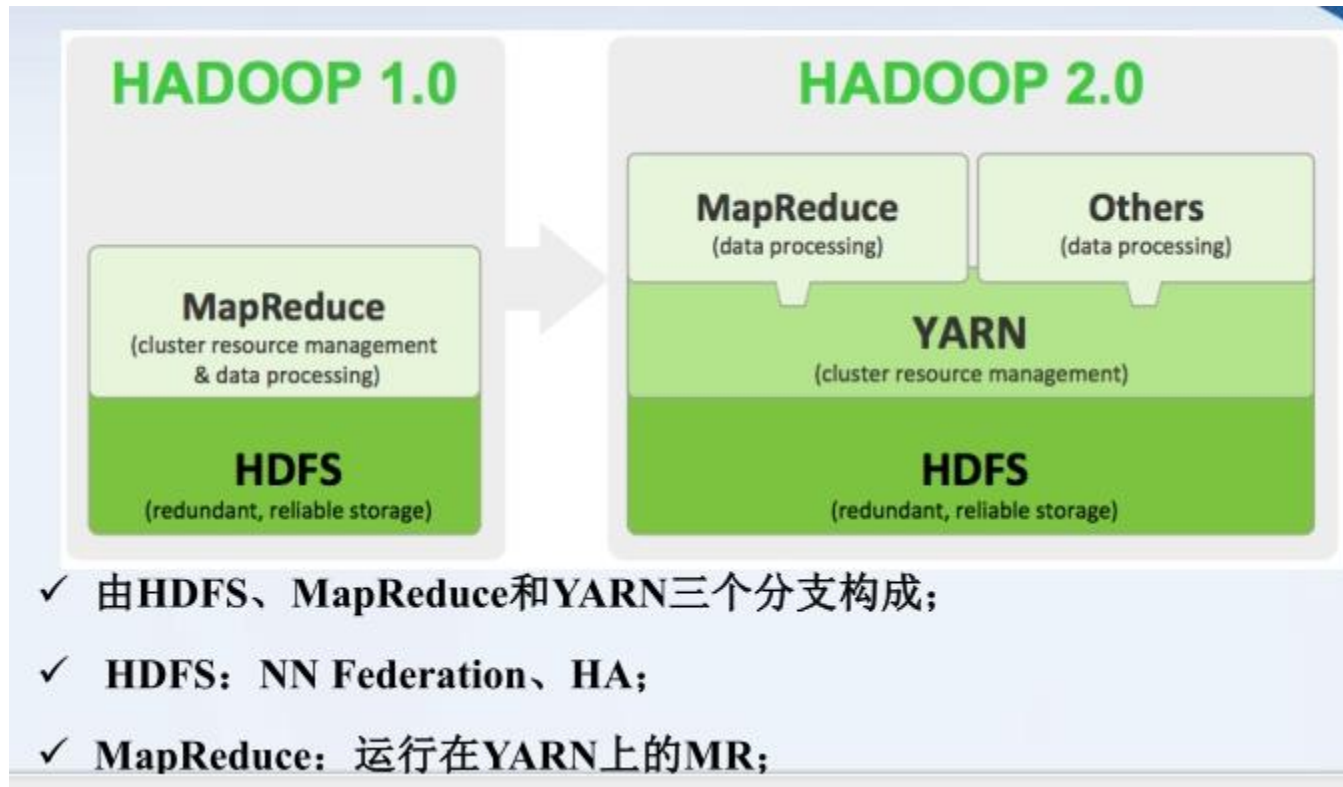 HADOOP 1.0
MapReduce
(cluster resource management
& data processing)
HDFS
(redundant, reliable storage)
HADOOP 2.0
MapReduce
(data processing)
Others
(data processing)
YARN
(cluster resource management)
HDFS
(redundant, reliable storage)
✓ 由HDFS、MapReduce和YARN三个分支构成；
✓ HDFS：NN Federation、HA；
✓ MapReduce：运行在YARN上的MR；